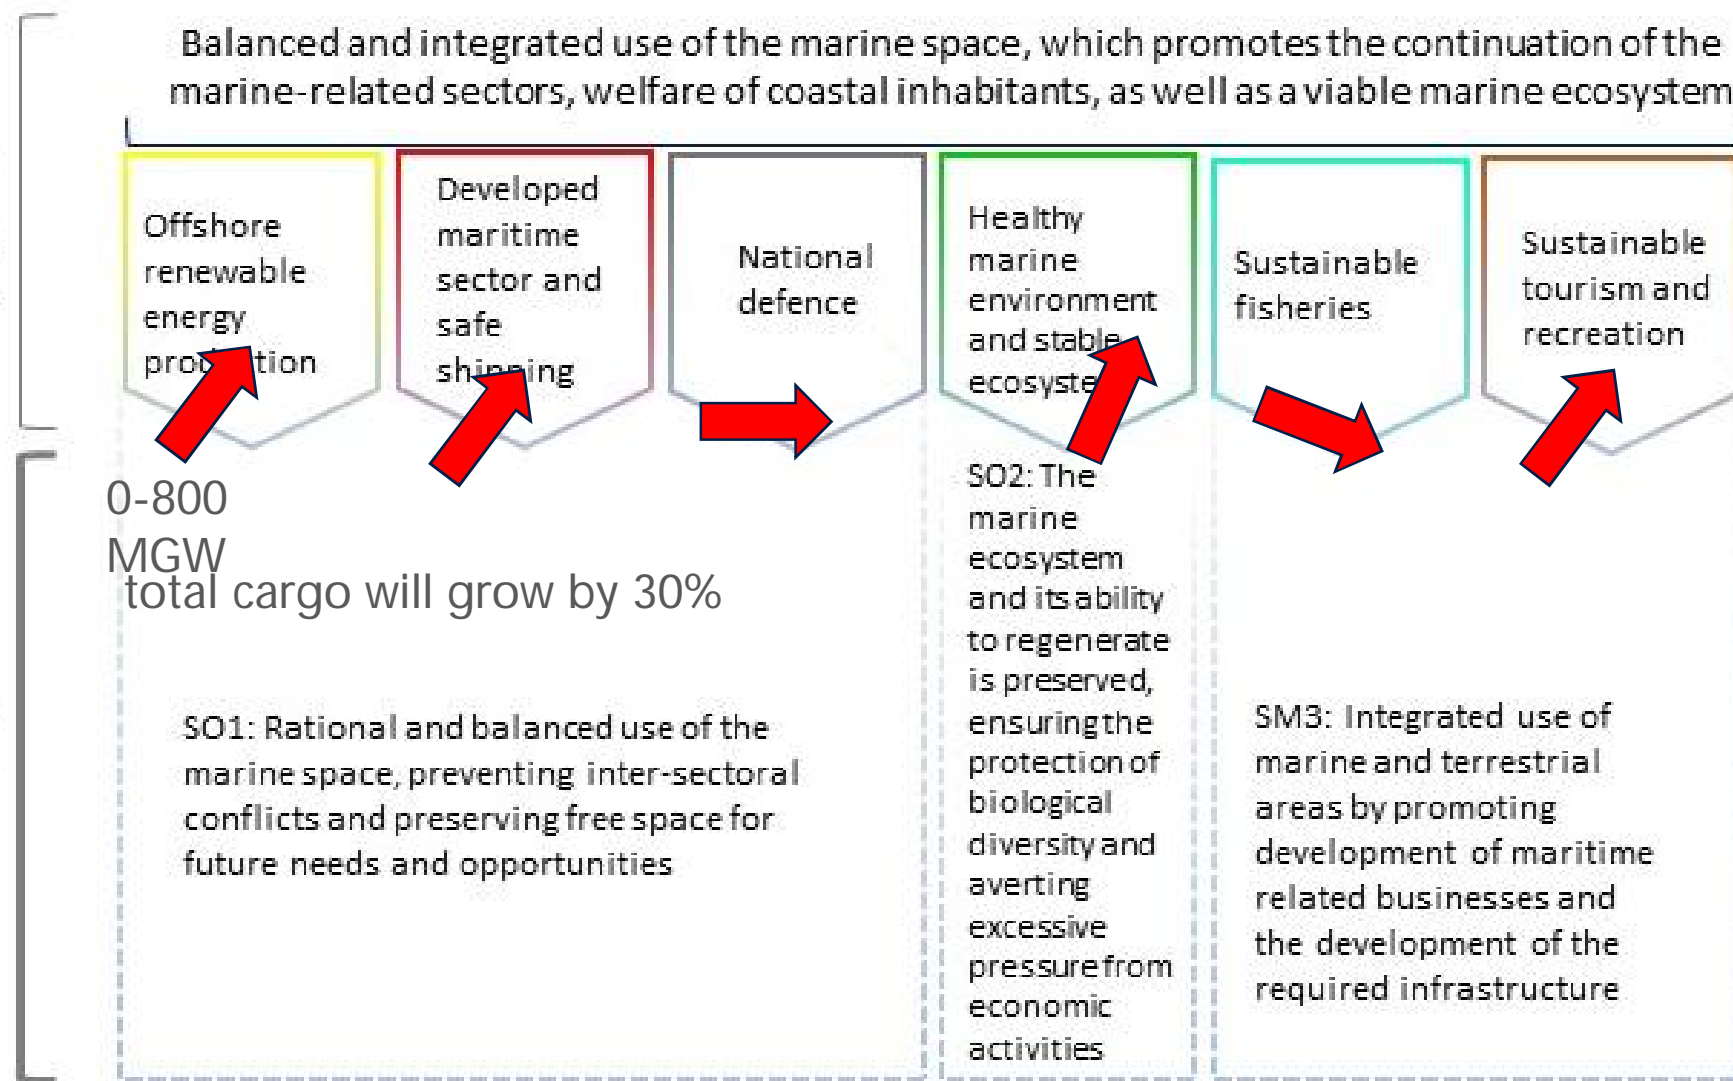 Balanced and integrated use of the marine space, which promotes the continuation of the
marine-related sectors, welfare of coastal inhabitants, as well as a viable marine ecosystem
Offshore
renewable
energy
production
Developed
maritime
sector and
safe
shipping
National
defence
Healthy
marine
environment
and stable
ecosyste
Sustainable
fisheries
Sustainable
tourism and
recreation
0-800
MGW
total cargo will grow by 30%
SO1: Rational and balanced use of the
marine space, preventing inter-sectoral
conflicts and preserving free space for
future needs and opportunities
SO2: The
marine
ecosystem
and its ability
to regenerate
is preserved,
ensuring the
protection of
biological
diversity and
averting
excessive
pressure from
economic
activities
SM3: Integrated use of
marine and terrestrial
areas by promoting
development of maritime
related businesses and
the development of the
required infrastructure